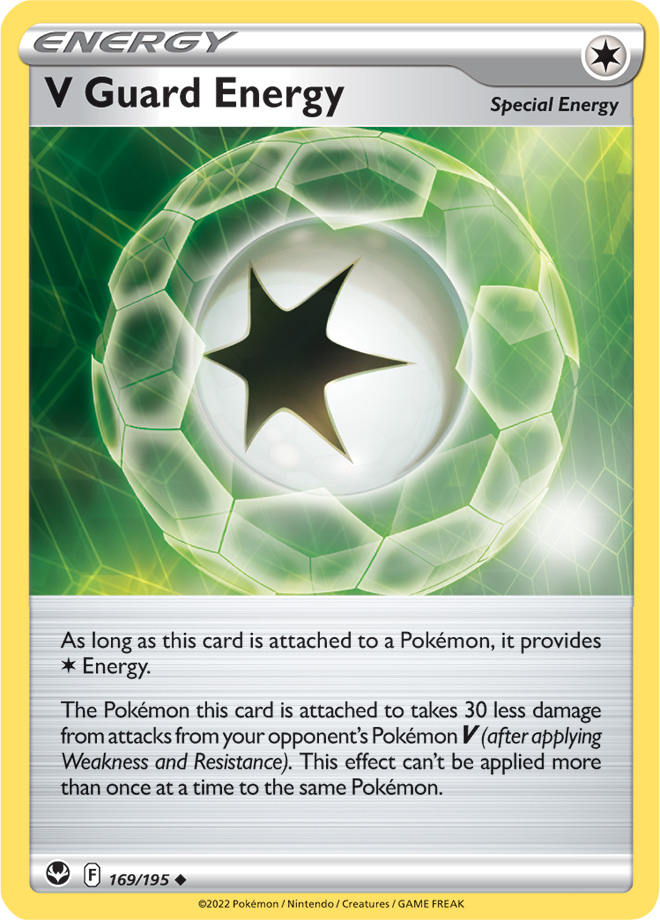 ENERGY
V Guard Energy
Special Energy
As long as this card is attached to a Pokémon, it provides
Energy.
The Pokémon this card is attached to takes 30 less damage
from attacks from your opponent's Pokémon V (after applying
Weakness and Resistance). This effect can't be applied more
than once at a time to the same Pokémon.
F 169/195
©2022 Pokémon / Nintendo / Creatures / GAME FREAK